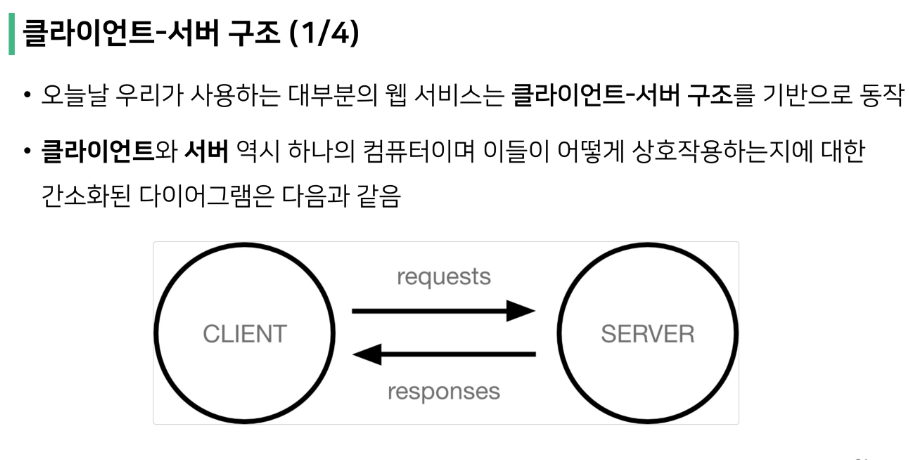 클라이언트-서버 구조 (1/4)
• 오늘날 우리가 사용하는 대부분의 웹 서비스는 클라이언트-서버 구조를 기반으로 동작
• 클라이언트와 서버 역시 하나의 컴퓨터이며 이들이 어떻게 상호작용하는지에 대한
간소화된 다이어그램은 다음과 같음
requests
CLIENT
SERVER
responses